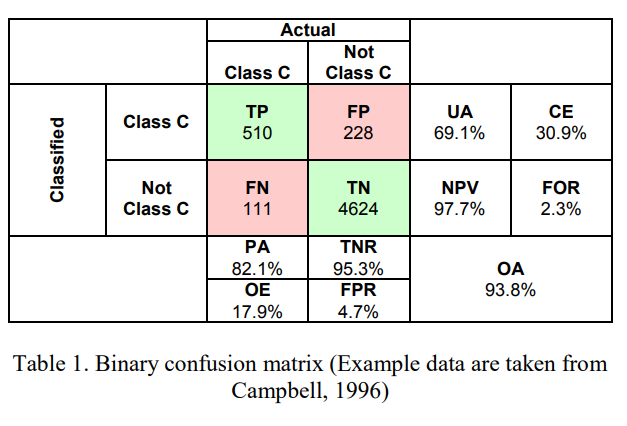 Actual
Class C
Not
Class C
Classified
Class C
TP
510
FP
228
UA
69.1%
CE
30.9%
Not
Class C
FN
111
TN
4624
NPV
97.7%
FOR
2.3%
PA
82.1%
TNR
95.3%
OE
17.9%
FPR
4.7%
OA
93.8%
Table 1. Binary confusion matrix (Example data are taken from
Campbell, 1996)